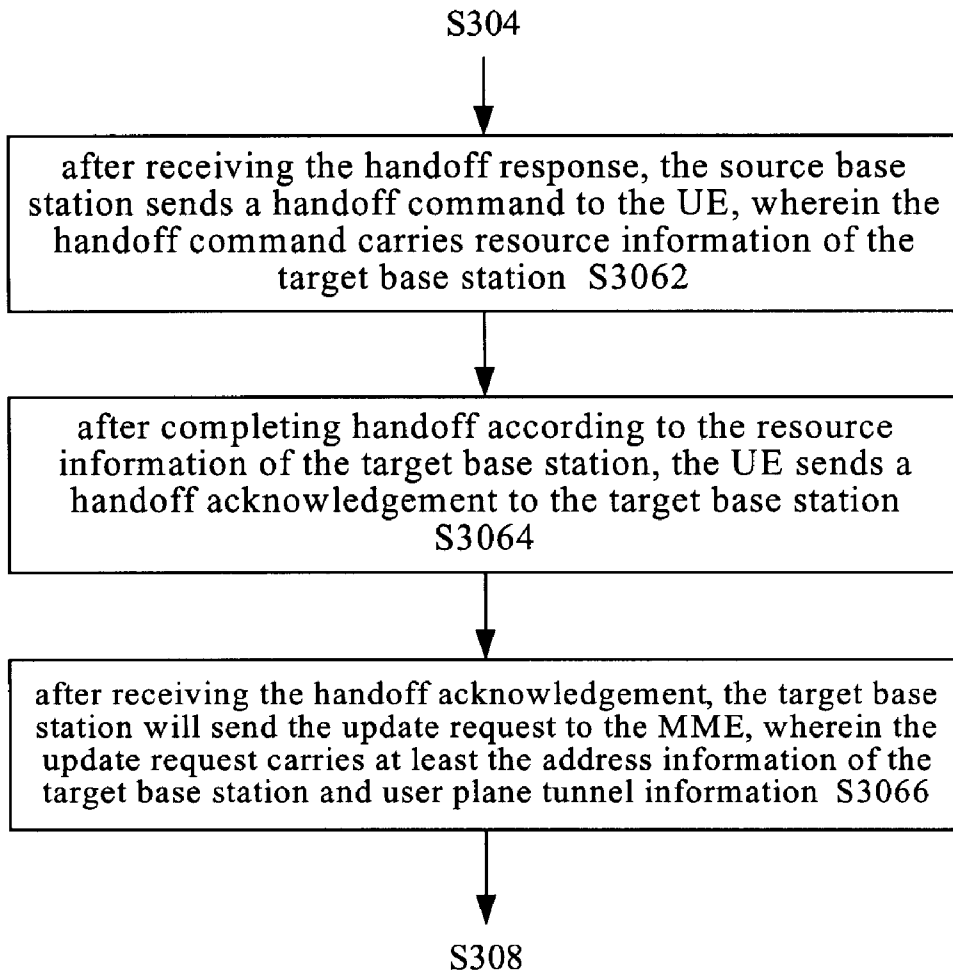 S304
after receiving the handoff response, the source base
station sends a handoff command to the UE, wherein the
handoff command carries resource information of the
target base station S3062
after completing handoff according to the resource
information of the target base station, the UE sends a
handoff acknowledgement to the target base station
S3064
after receiving the handoff acknowledgement, the target base
station will send the update request to the MME, wherein the
update request carries at least the address information of the
target base station and user plane tunnel information S3066
S308